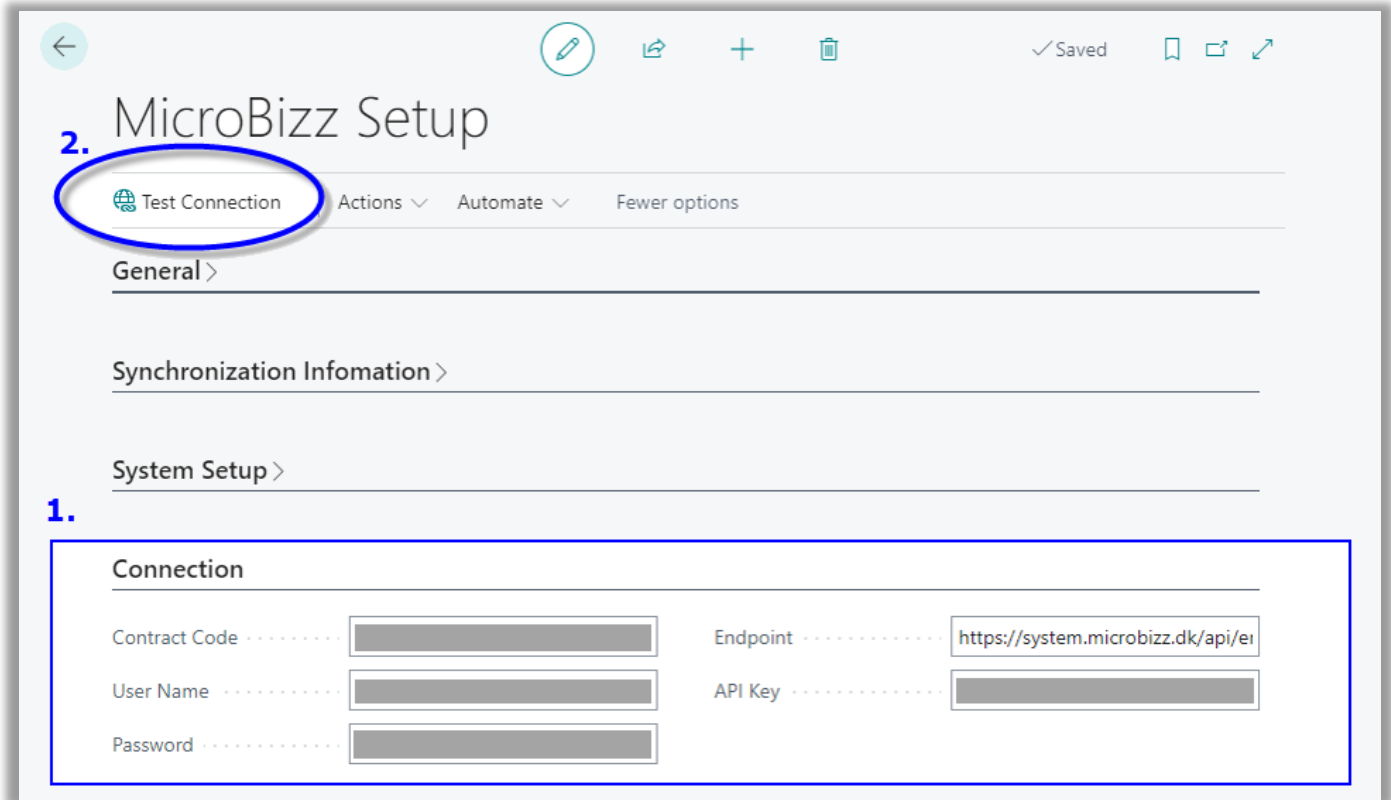 Saved
MicroBizz Setup
2.
Test Connection Actions Automate Fewer options
General
Synchronization Infomation
System Setup
1.
Connection
Contract Code Endpoint https://system.microbizz.dk/api/
User Name API Key
Password